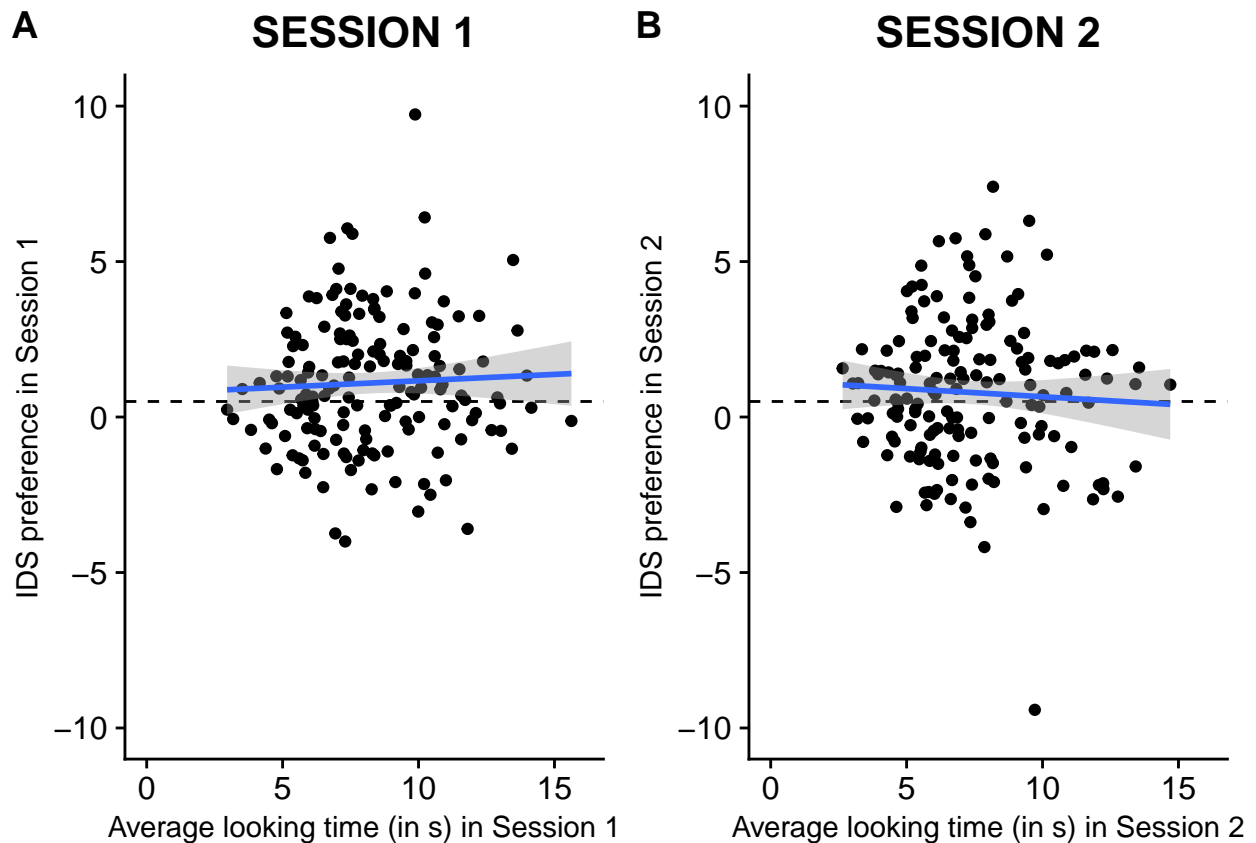 A
SESSION 1
IDS preference in Session 1
10
5
0
−5
−10
0
5
10
15
Average looking time (in s) in Session 1
B
SESSION 2
IDS preference in Session 2
10
5
0
−5
−10
0
5
10
15
Average looking time (in s) in Session 2